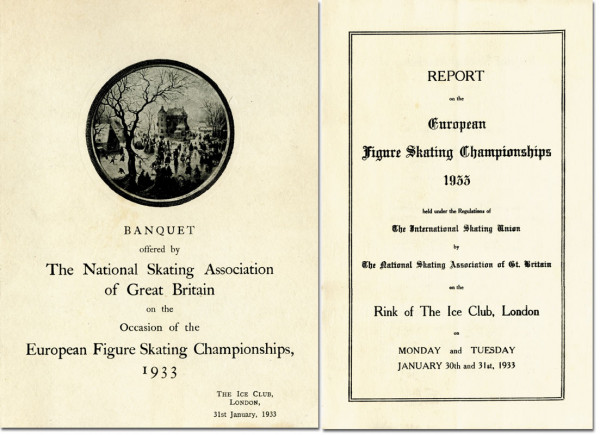 BANQUET
offered by
The National Skating Association
of Great Britain
on the
Occasion of the
European Figure Skating Championships,
1933
THE ICE CLUB,
LONDON,
31st January, 1933
REPORT
on the
European
Figure Skating Championships
1933
held under the Regulations of
The International Skating Union
by
The National Skating Association of Gt. Britain
on the
Rink of The Ice Club, London
on
MONDAY and TUESDAY
JANUARY 30th and 31st, 1933